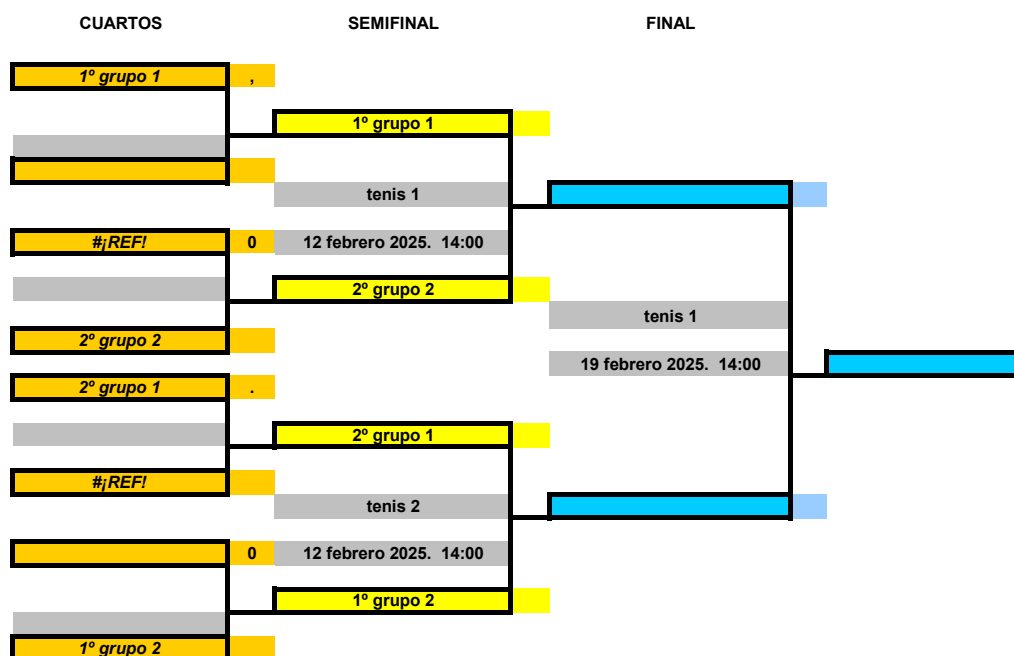 CUARTOS SEMIFINAL FINAL
1º grupo 1 ,
1º grupo 1
tenis 1
#¡REF! 0 12 febrero 2025. 14:00
2º grupo 2
tenis 1
2º grupo 2
19 febrero 2025. 14:00
2º grupo 1 .
2º grupo 1
#¡REF!
tenis 2
0 12 febrero 2025. 14:00
1º grupo 2
1º grupo 2